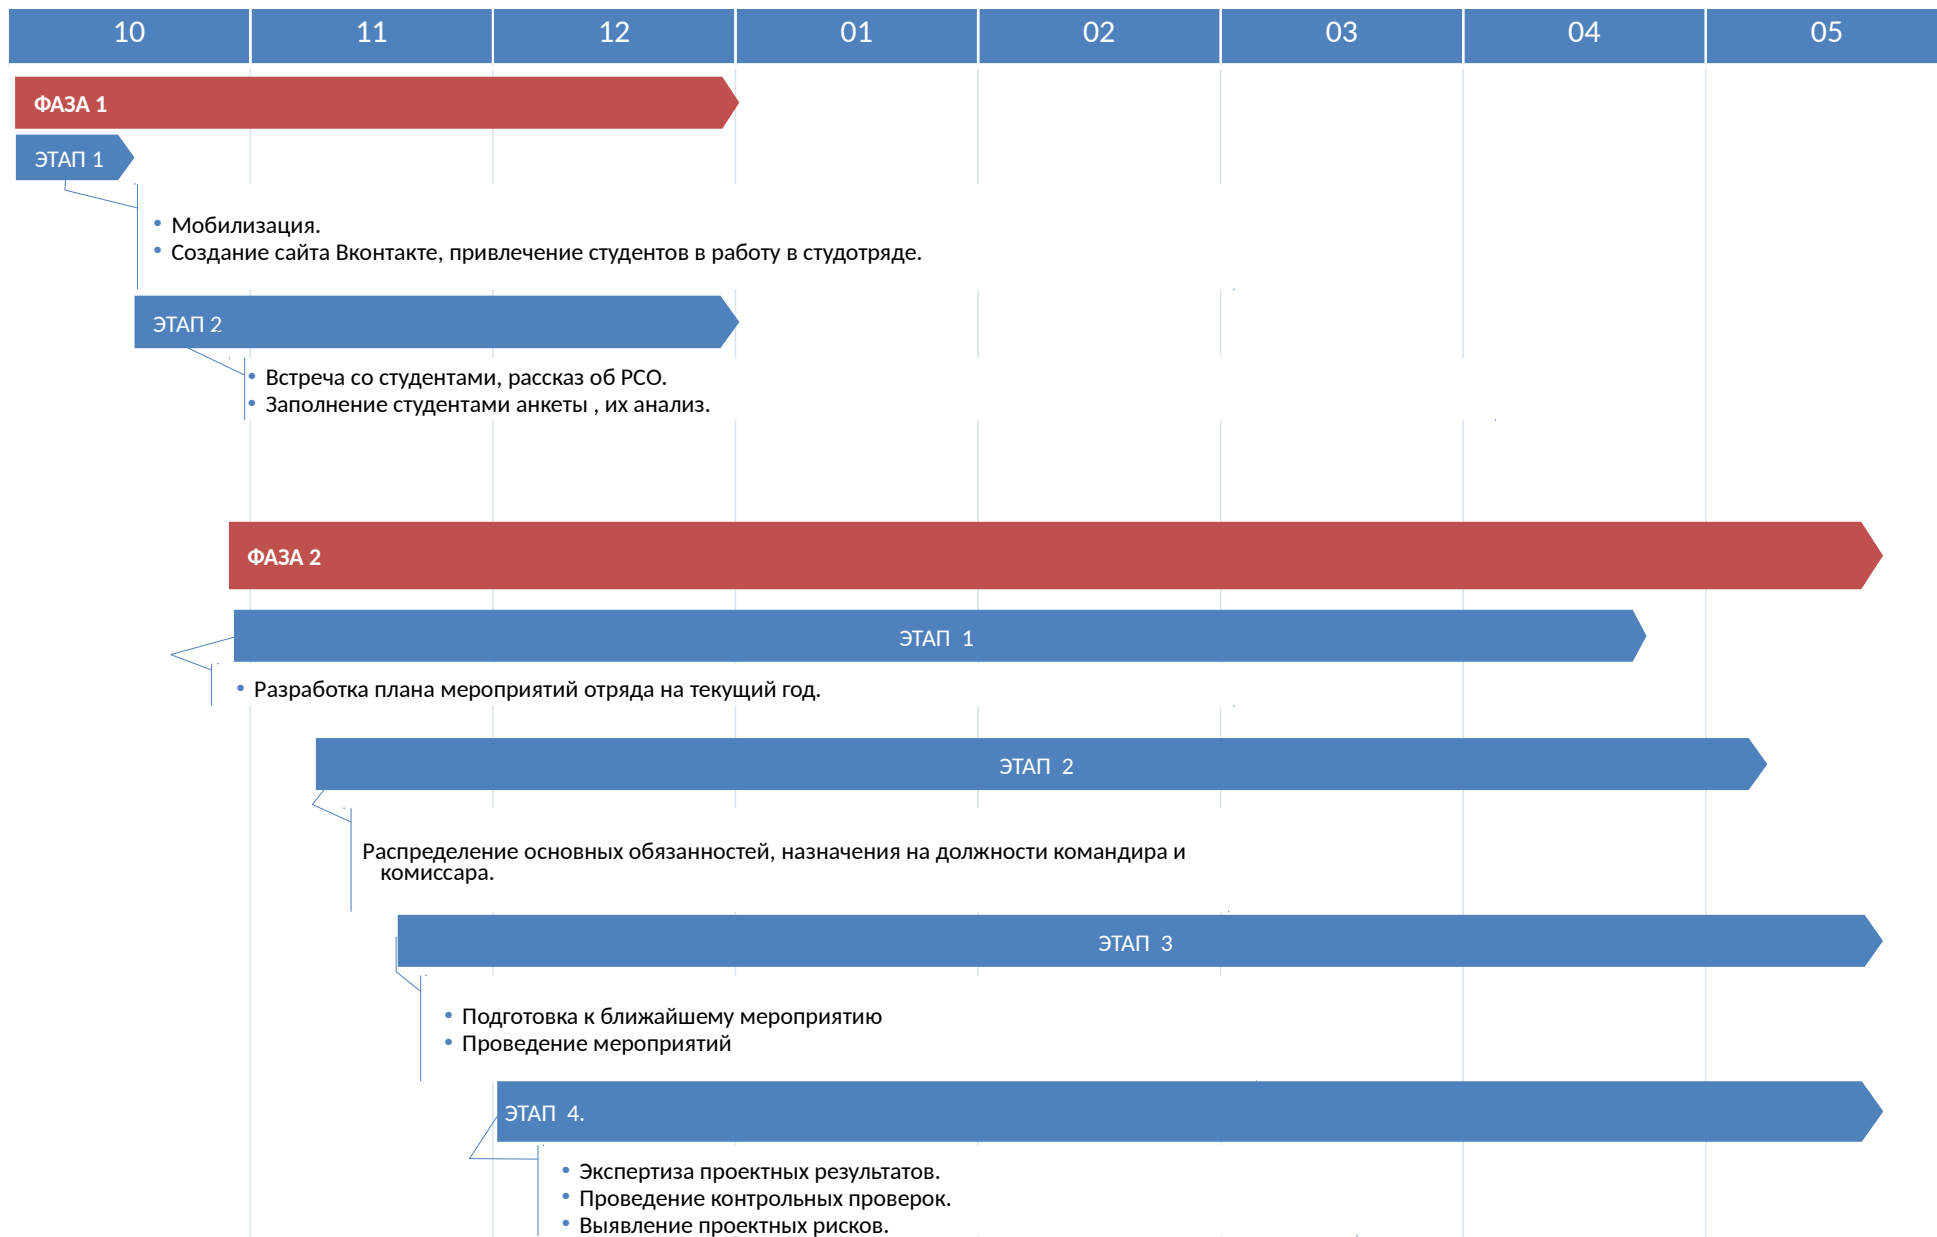 10 11 12 01 02 03 04 05
ФАЗА 1
ЭТАП 1
• Мобилизация.
• Создание сайта Вконтакте, привлечение студентов в работу в студотряде.
ЭТАП 2
• Встреча со студентами, рассказ об РСО.
• Заполнение студентами анкеты , их анализ.
ФАЗА 2
ЭТАП 1
• Разработка плана мероприятий отряда на текущий год.
ЭТАП 2
Распределение основных обязанностей, назначения на должности командира и
комиссара.
ЭТАП 3
• Подготовка к ближайшему мероприятию
• Проведение мероприятий
ЭТАП 4.
• Экспертиза проектных результатов.
• Проведение контрольных проверок.
• Выявление проектных рисков.